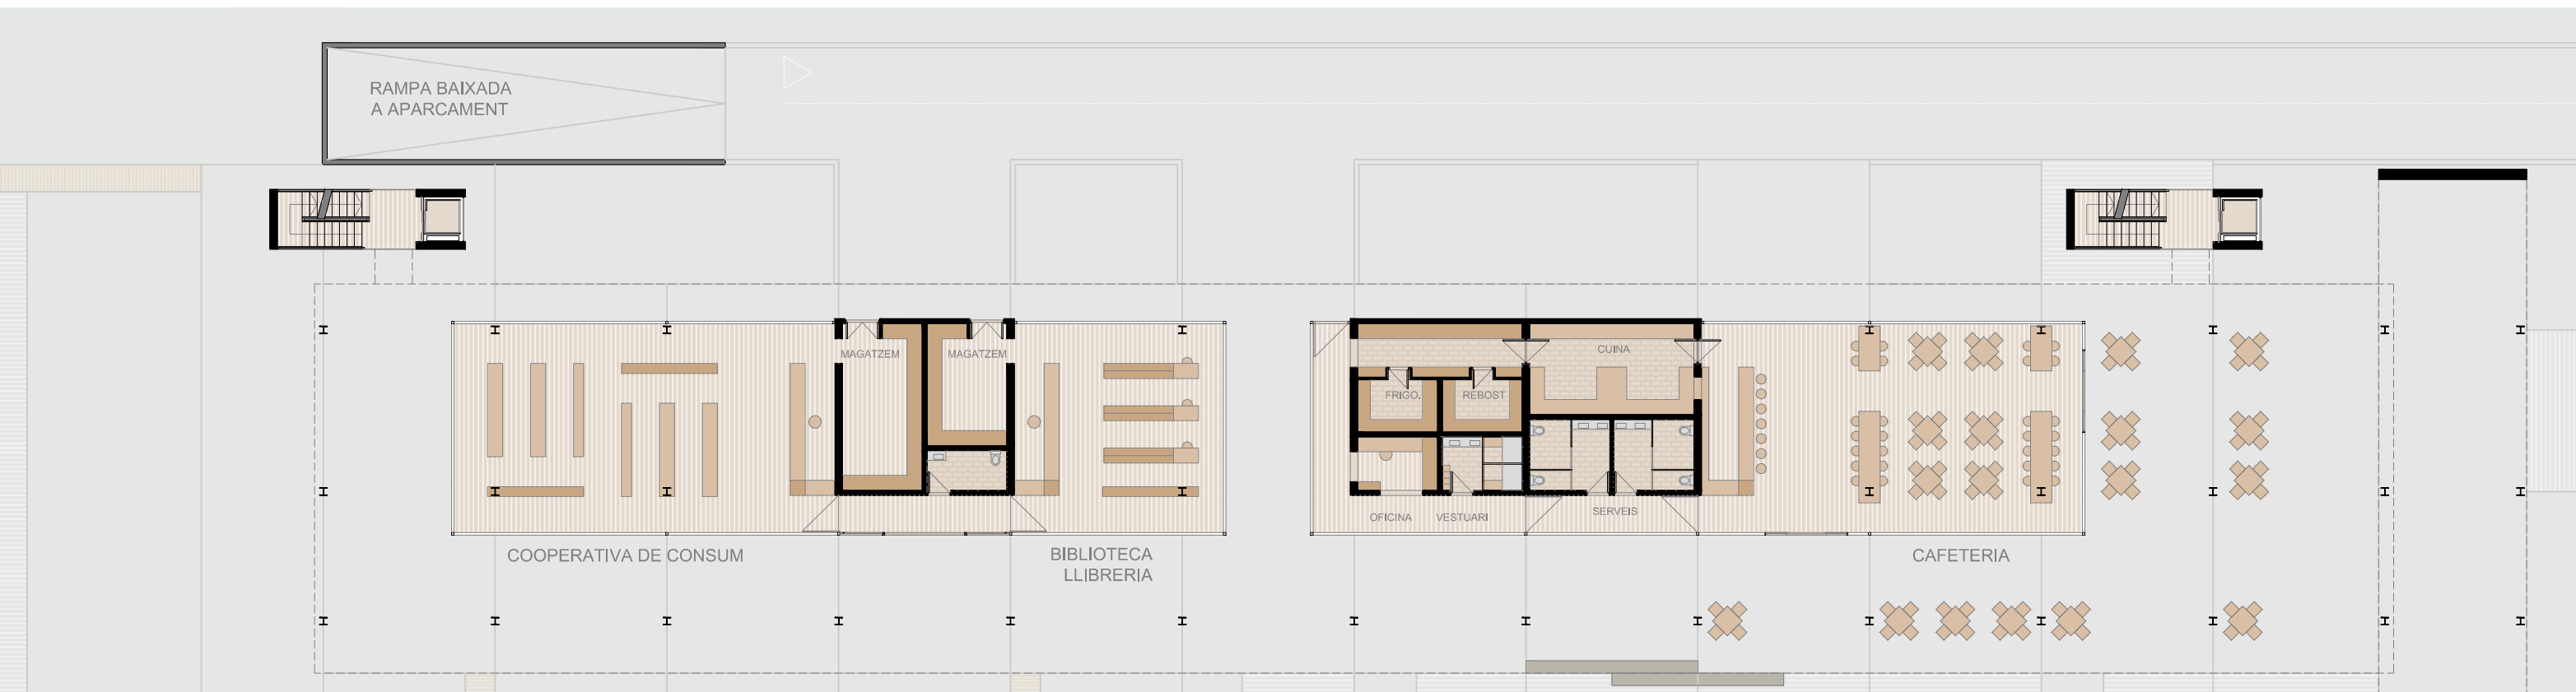 RAMPA BAIXADA
A APARCAMENT
MAGATZEM
MAGATZEM
CUINA
FRIGO.
REBOST
OFICINA
VESTUARI
SERVEIS
COOPERATIVA DE CONSUM
BIBLIOTECA
LLIBRERIA
CAFETERIA